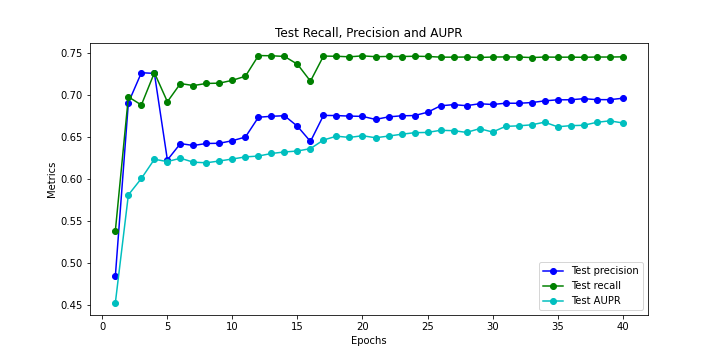 Test Recall, Precision and AUPR
0.75
0.70
0.65
0.60
0.55
0.50
0.45
Metrics
0 5 10 15 20 25 30 35 40
Epochs
Test precision
Test recall
Test AUPR